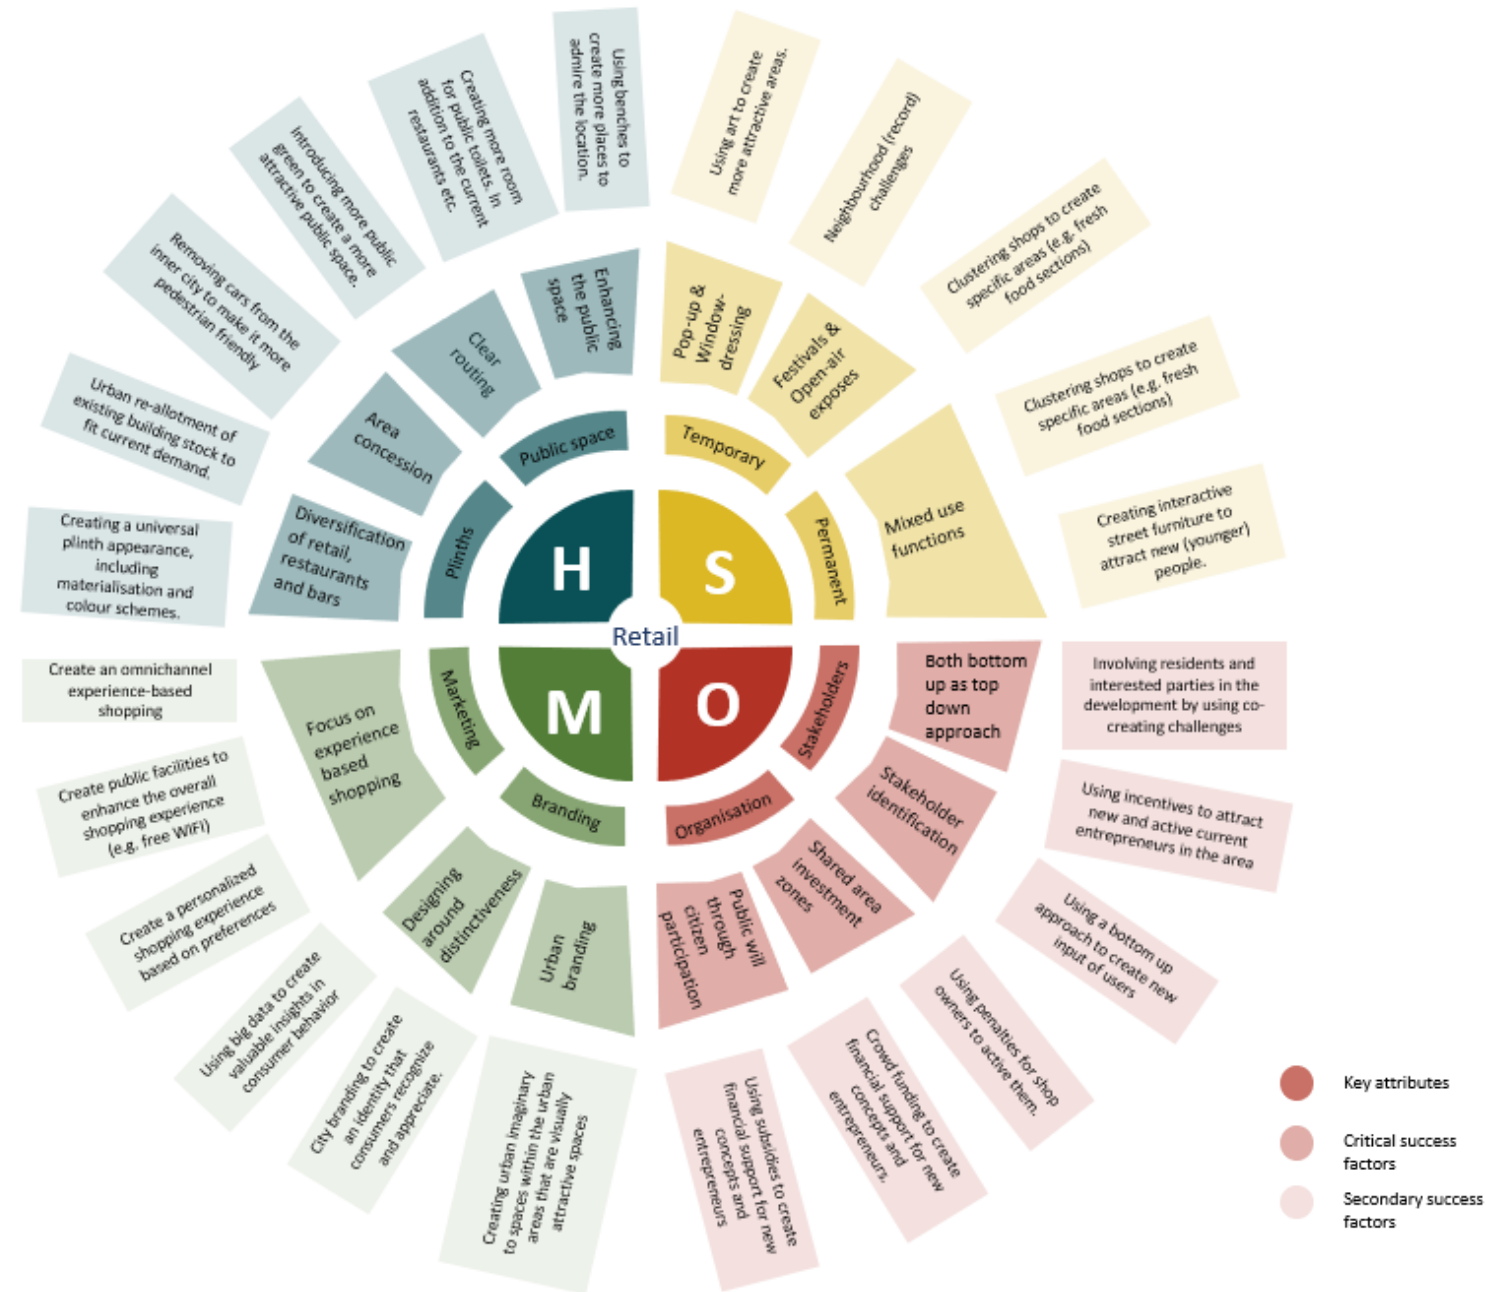 Using benches to
create more places to
admire the location.
Creating more room
for public toilets. In
addition to the current
restaurants etc.
Introducing more public
green to create a more
attractive public space.
Removing cars from the
inner city to make it more
pedestrian friendly
Urban re-allotment of
existing building stock to
fit current demand.
Creating a universal
plinth appearance,
including
materialisation and
colour schemes.
Using art to create
more attractive areas.
Neighbourhood (record)
challenges
Clustering shops to create
specific areas (e.g. fresh
food sections)
Clustering shops to create
specific areas (e.g. fresh
food sections)
Creating interactive
street furniture to
attract new (younger)
people.
Enhancing
the public
space
Clear
routing
Area
concession
Diversification
of retail,
restaurants
and bars
Pop-up &
Window-
dressing
Festivals &
Open-air
exposes
Mixed use
functions
Public space
Plinths
Temporary
Permanent
H
S
Retail
M
O
Marketing
Branding
Stakeholders
Organisation
Focus on
experience
based
shopping
Designing
around
distinctiveness
Urban
branding
Both bottom
up as top
down
approach
Stakeholder
identification
Shared area
investment
zones
Public will
through
citizen
participation
Create an omnichannel
experience-based
shopping
Create public facilities to
enhance the overall
shopping experience
(e.g. free WiFi)
Create a personalized
shopping experience
based on preferences
Using big data to create
valuable insights in
consumer behavior
City branding to create
an identity that
consumers recognize
and appreciate.
Creating urban imaginary
to spaces within the urban
areas that are visually
attractive spaces
Involving residents and
interested parties in the
development by using co-
creating challenges
Using incentives to attract
new and active current
entrepreneurs in the area
Using a bottom up
approach to create new
input of users
Using penalties for shop
owners to active them.
Crowd funding to create
financial support for new
concepts and
entrepreneurs.
Using subsidies to create
financial support for new
concepts and
entrepreneurs
Key attributes
Critical success
factors
Secondary success
factors